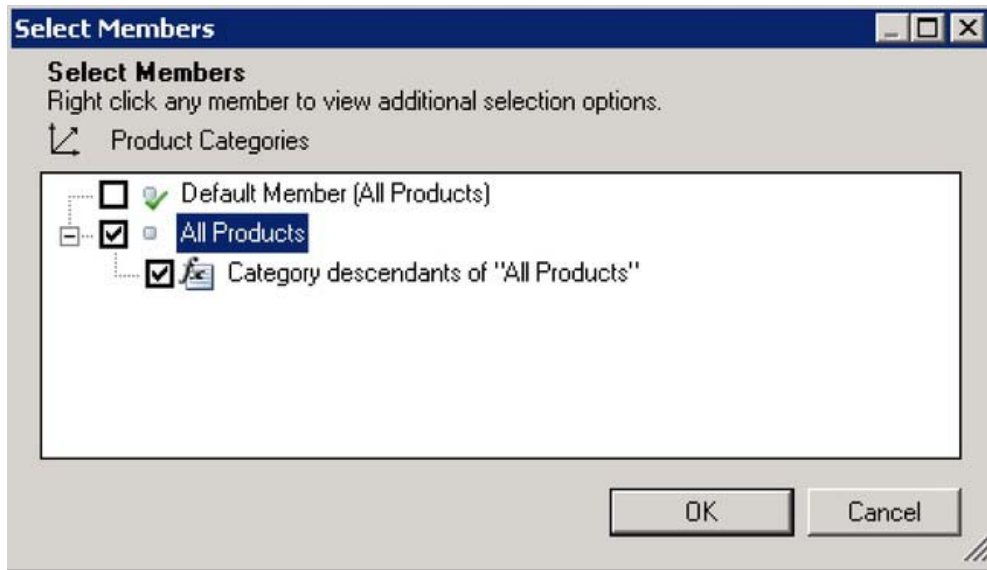 Select Members
Select Members
Right click any member to view additional selection options.
Product Categories
Default Member (All Products)
All Products
Category descendants of "All Products"
OK Cancel